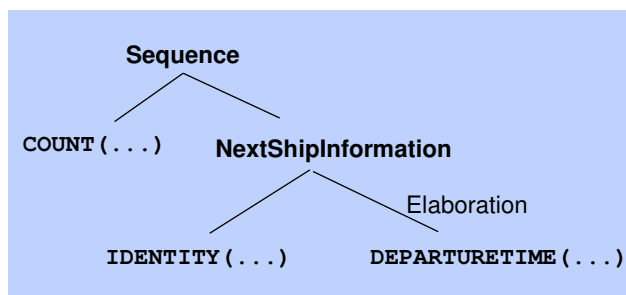 Sequence
COUNT(...)
NextShipInformation
Elaboration
IDENTITY(...)
DEPARTURETIME(...)